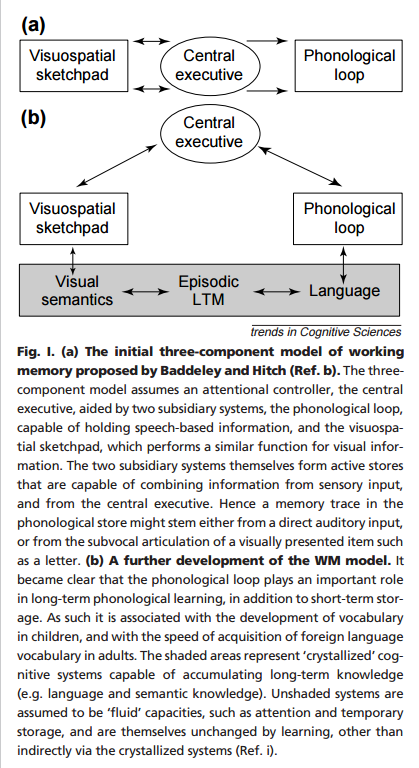 (a)
Visuospatial sketchpad
Central executive
Phonological loop
(b)
Central executive
Visuospatial sketchpad
Phonological loop
Visual semantics
Episodic LTM
Language
trends in Cognitive Sciences
Fig. I. (a) The initial three-component model of working
memory proposed by Baddeley and Hitch (Ref. b). The three-
component model assumes an attentional controller, the central
executive, aided by two subsidiary systems, the phonological loop,
capable of holding speech-based information, and the visuospa-
tial sketchpad, which performs a similar function for visual infor-
mation. The two subsidiary systems themselves form active stores
that are capable of combining information from sensory input,
and from the central executive. Hence a memory trace in the
phonological store might stem either from a direct auditory input,
or from the subvocal articulation of a visually presented item such
as a letter. (b) A further development of the WM model. It
became clear that the phonological loop plays an important role
in long-term phonological learning, in addition to short-term stor-
age. As such it is associated with the development of vocabulary
in children, and with the speed of acquisition of foreign language
vocabulary in adults. The shaded areas represent ‘crystallized’ cog-
nitive systems capable of accumulating long-term knowledge
(e.g. language and semantic knowledge). Unshaded systems are
assumed to be ‘fluid’ capacities, such as attention and temporary
storage, and are themselves unchanged by learning, other than
indirectly via the crystallized systems (Ref. i).